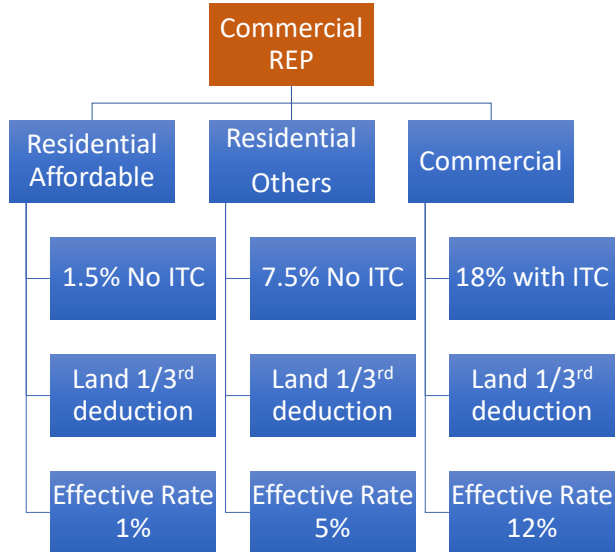 Commercial
REP
Residential
Affordable
Residential
Others
Commercial
1.5% No ITC
7.5% No ITC
18% with ITC
Land 1/3rd
deduction
Land 1/3rd
deduction
Land 1/3rd
deduction
Effective Rate
1%
Effective Rate
5%
Effective Rate
12%